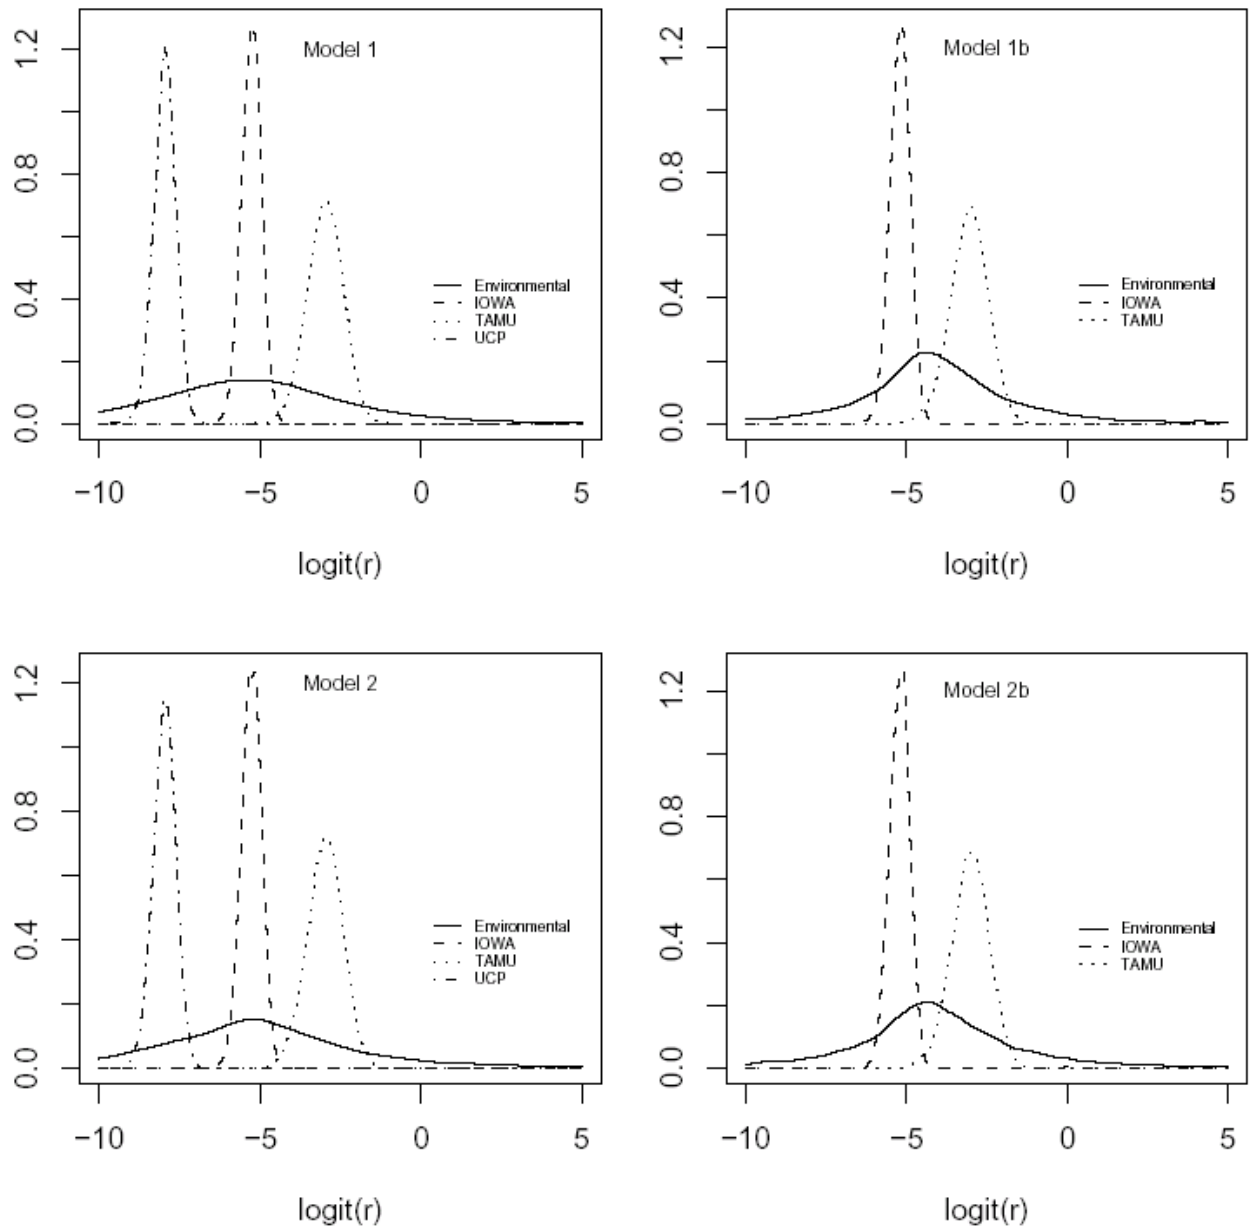 Model 1
1.2
0.8
0.4
0.0
Environmental
IOWA
TAMU
UCP
−10
−5
0
5
logit(r)
Model 1b
1.2
0.8
0.4
0.0
Environmental
IOWA
TAMU
−10
−5
0
5
logit(r)
Model 2
1.2
0.8
0.4
0.0
Environmental
IOWA
TAMU
UCP
−10
−5
0
5
logit(r)
Model 2b
1.2
0.8
0.4
0.0
Environmental
IOWA
TAMU
−10
−5
0
5
logit(r)